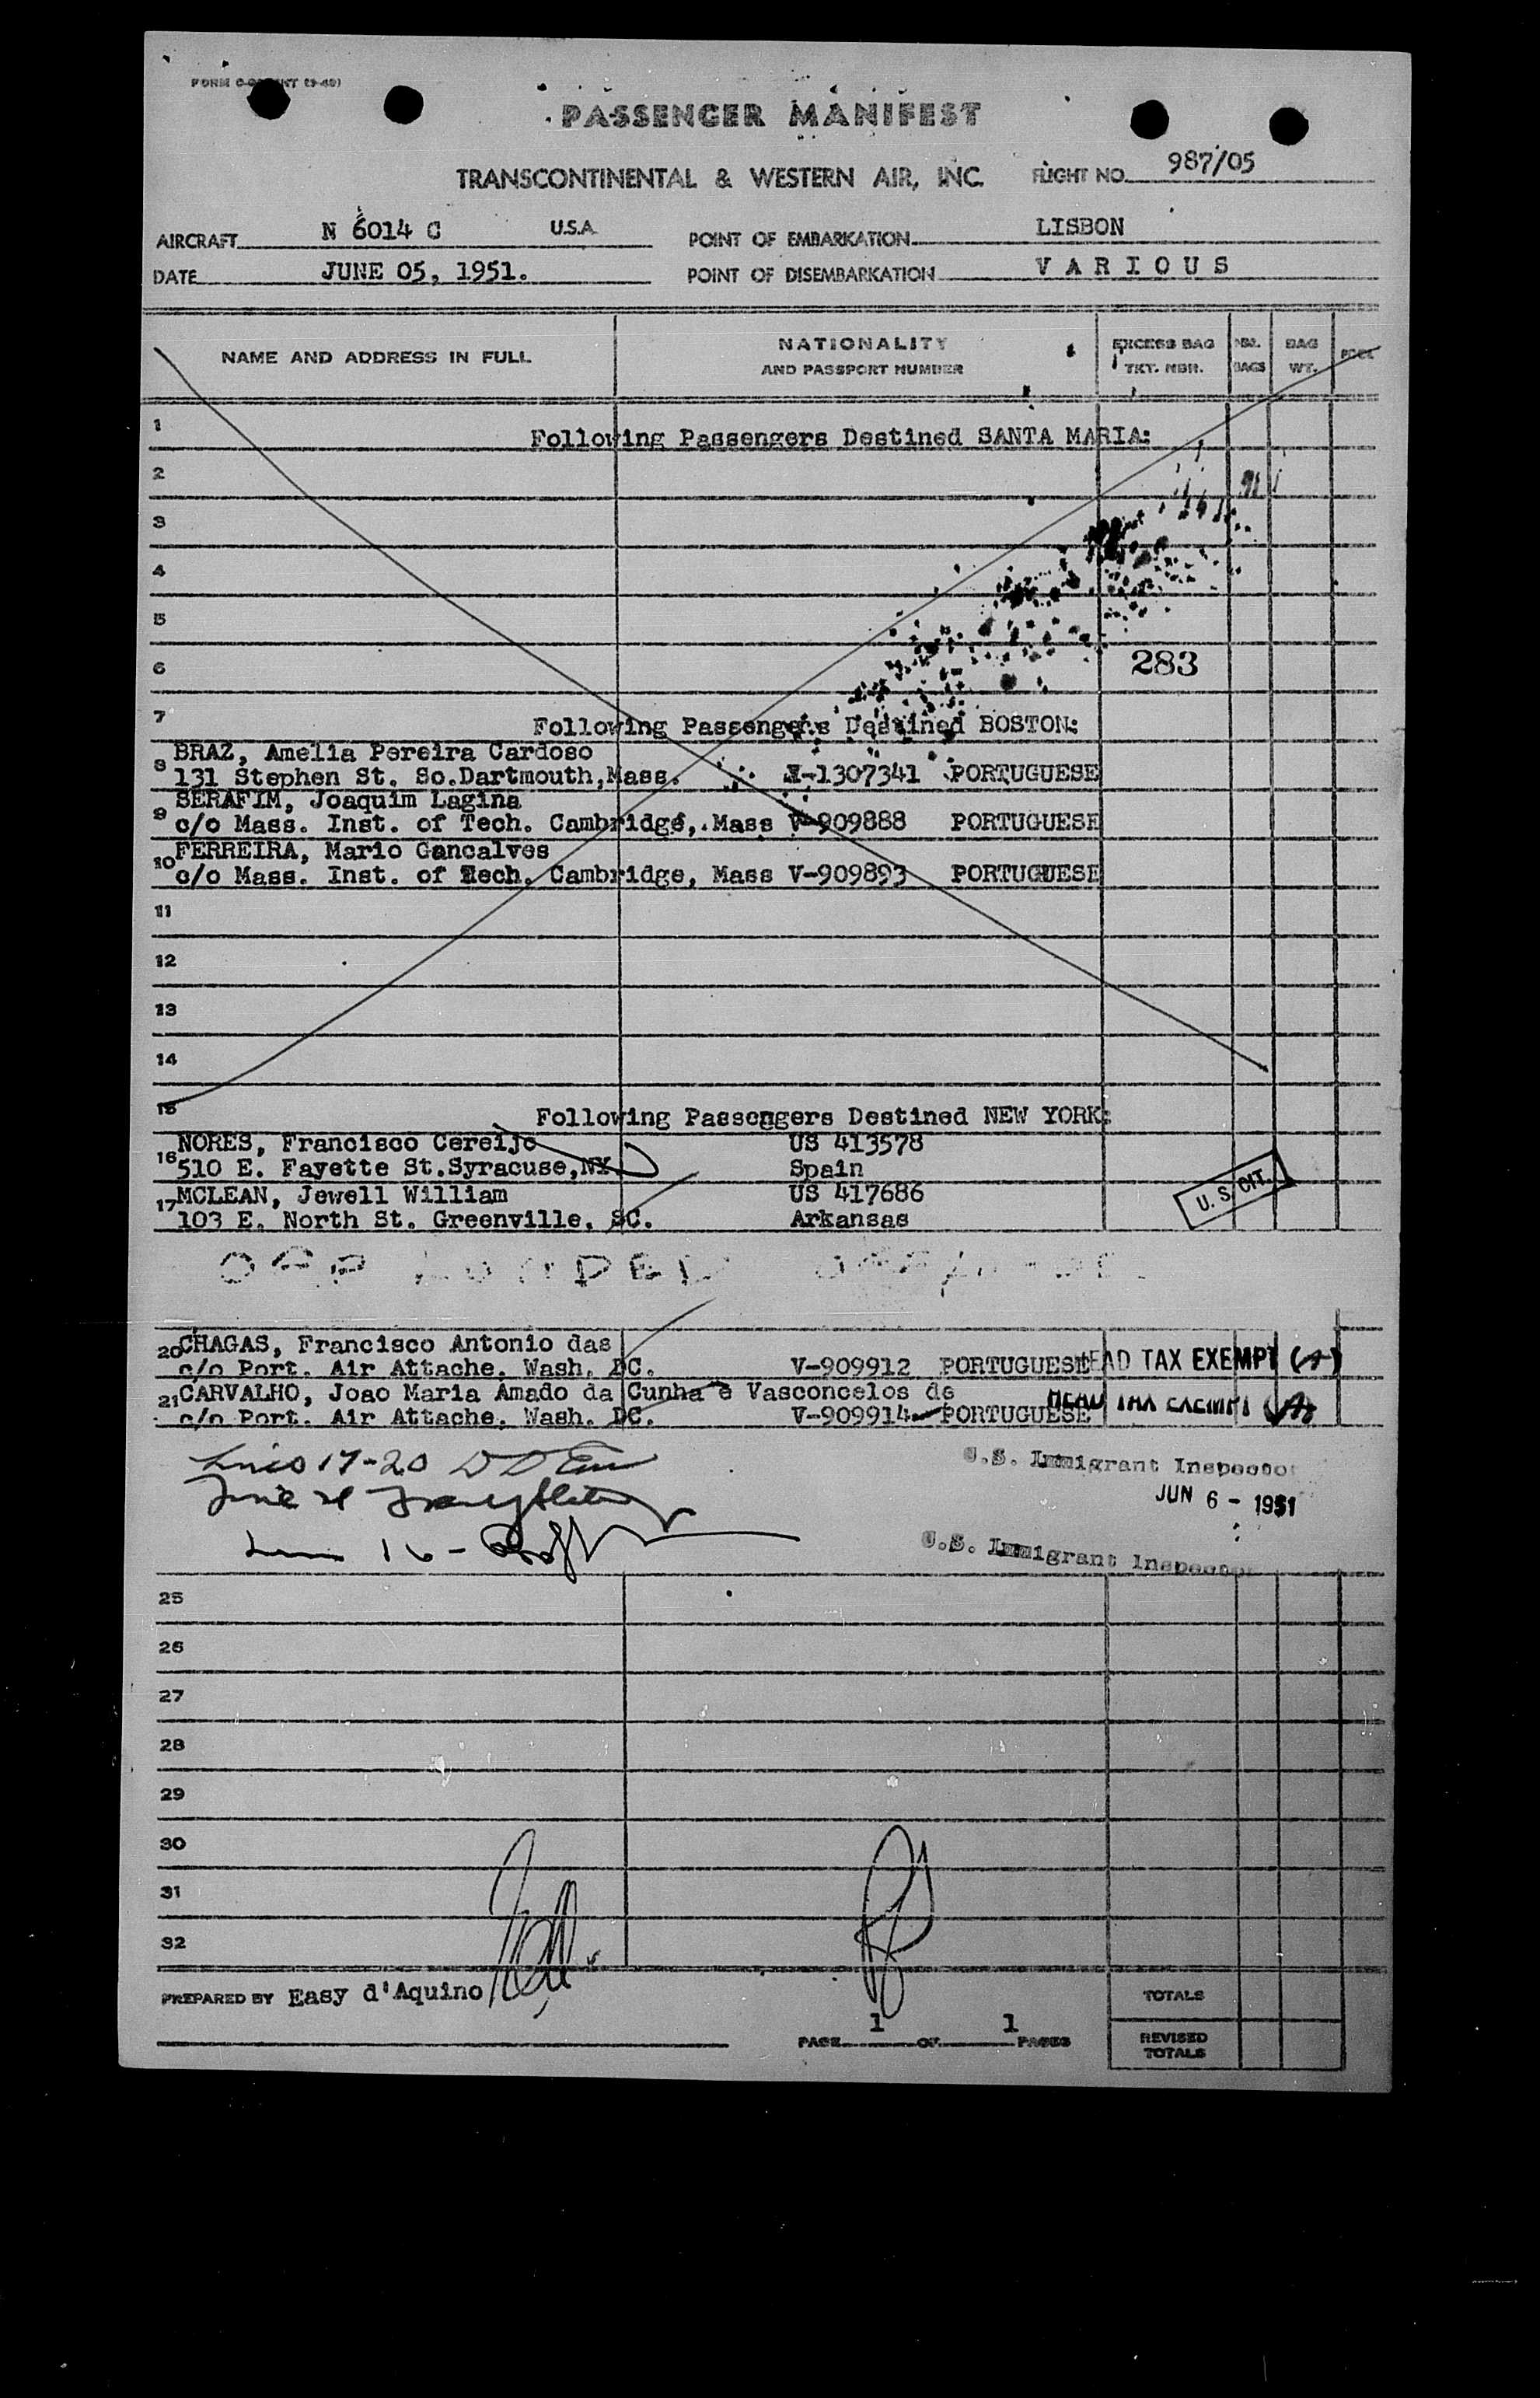 PASSENGER MANIFEST
TRANSCONTINENTAL & WESTERN AIR, INC. FLIGHT NO. 987/05
AIRCRAFT N 6014 C U.S.A. POINT OF EMBARKATION LISBON
DATE JUNE 05, 1951. POINT OF DISEMBARKATION V A R I O U S
NAME AND ADDRESS IN FULL NATIONALITY AND PASSPORT NUMBER EXCESS BAG TKT. NBR. BAGS BAG WT.
1 Following Passengers Destined SANTA MARIA:
2
3
4
5
6 283
7 Following Passengers Destined BOSTON:
BRAZ, Amelia Pereira Cardoso
8 131 Stephen St. So.Dartmouth,Mass. I-1307341 PORTUGUESE
SERAFIM, Joaquim Lagina
9 c/o Mass. Inst. of Tech. Cambridge, Mass V-909888 PORTUGUESE
FERREIRA, Mario Goncalves
10 c/o Mass. Inst. of Tech. Cambridge, Mass V-909893 PORTUGUESE
11
12
13
14
15 Following Passengers Destined NEW YORK:
NORES, Francisco Cereijo US 413578
16 510 E. Fayette St.Syracuse,NY. Spain
17 MCLEAN, Jewell William US 417686
103 E. North St. Greenville, SC. Arkansas
U. S. CIT.
20 CHAGAS, Francisco Antonio das
c/o Port. Air Attache, Wash. DC. V-909912 PORTUGUESE HEAD TAX EXEMPT
21 CARVALHO, Joao Maria Amado da Cunha e Vasconcelos de
c/o Port. Air Attache, Wash. DC. V-909914 PORTUGUESE HEAD TAX EXEMPT
17-20
U.S. Immigrant Inspector
JUN 6 - 1951
16 -
U.S. Immigrant Inspector
25
26
27
28
29
30
31
32
PREPARED BY Easy d'Aquino TOTALS
PAGE 1 OF 1 PAGES REVISED TOTALS